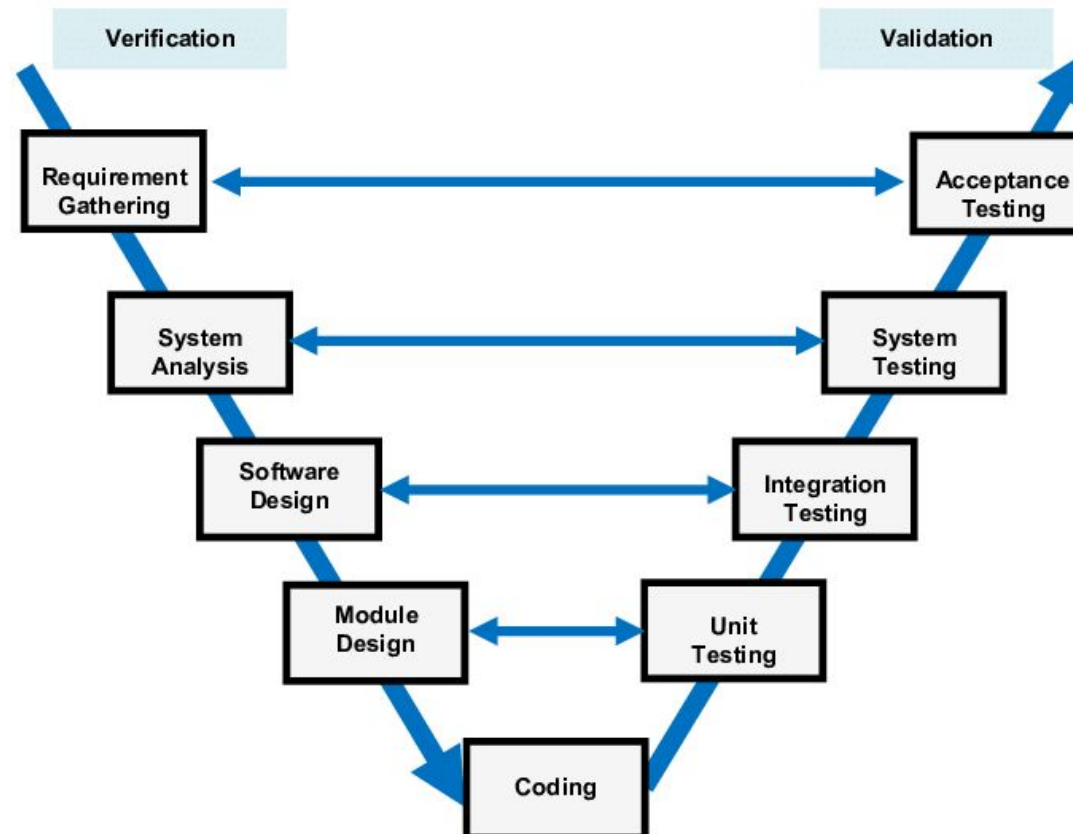 Verification
Validation
Requirement
Gathering
Acceptance
Testing
System
Analysis
System
Testing
Software
Design
Integration
Testing
Module
Design
Unit
Testing
Coding